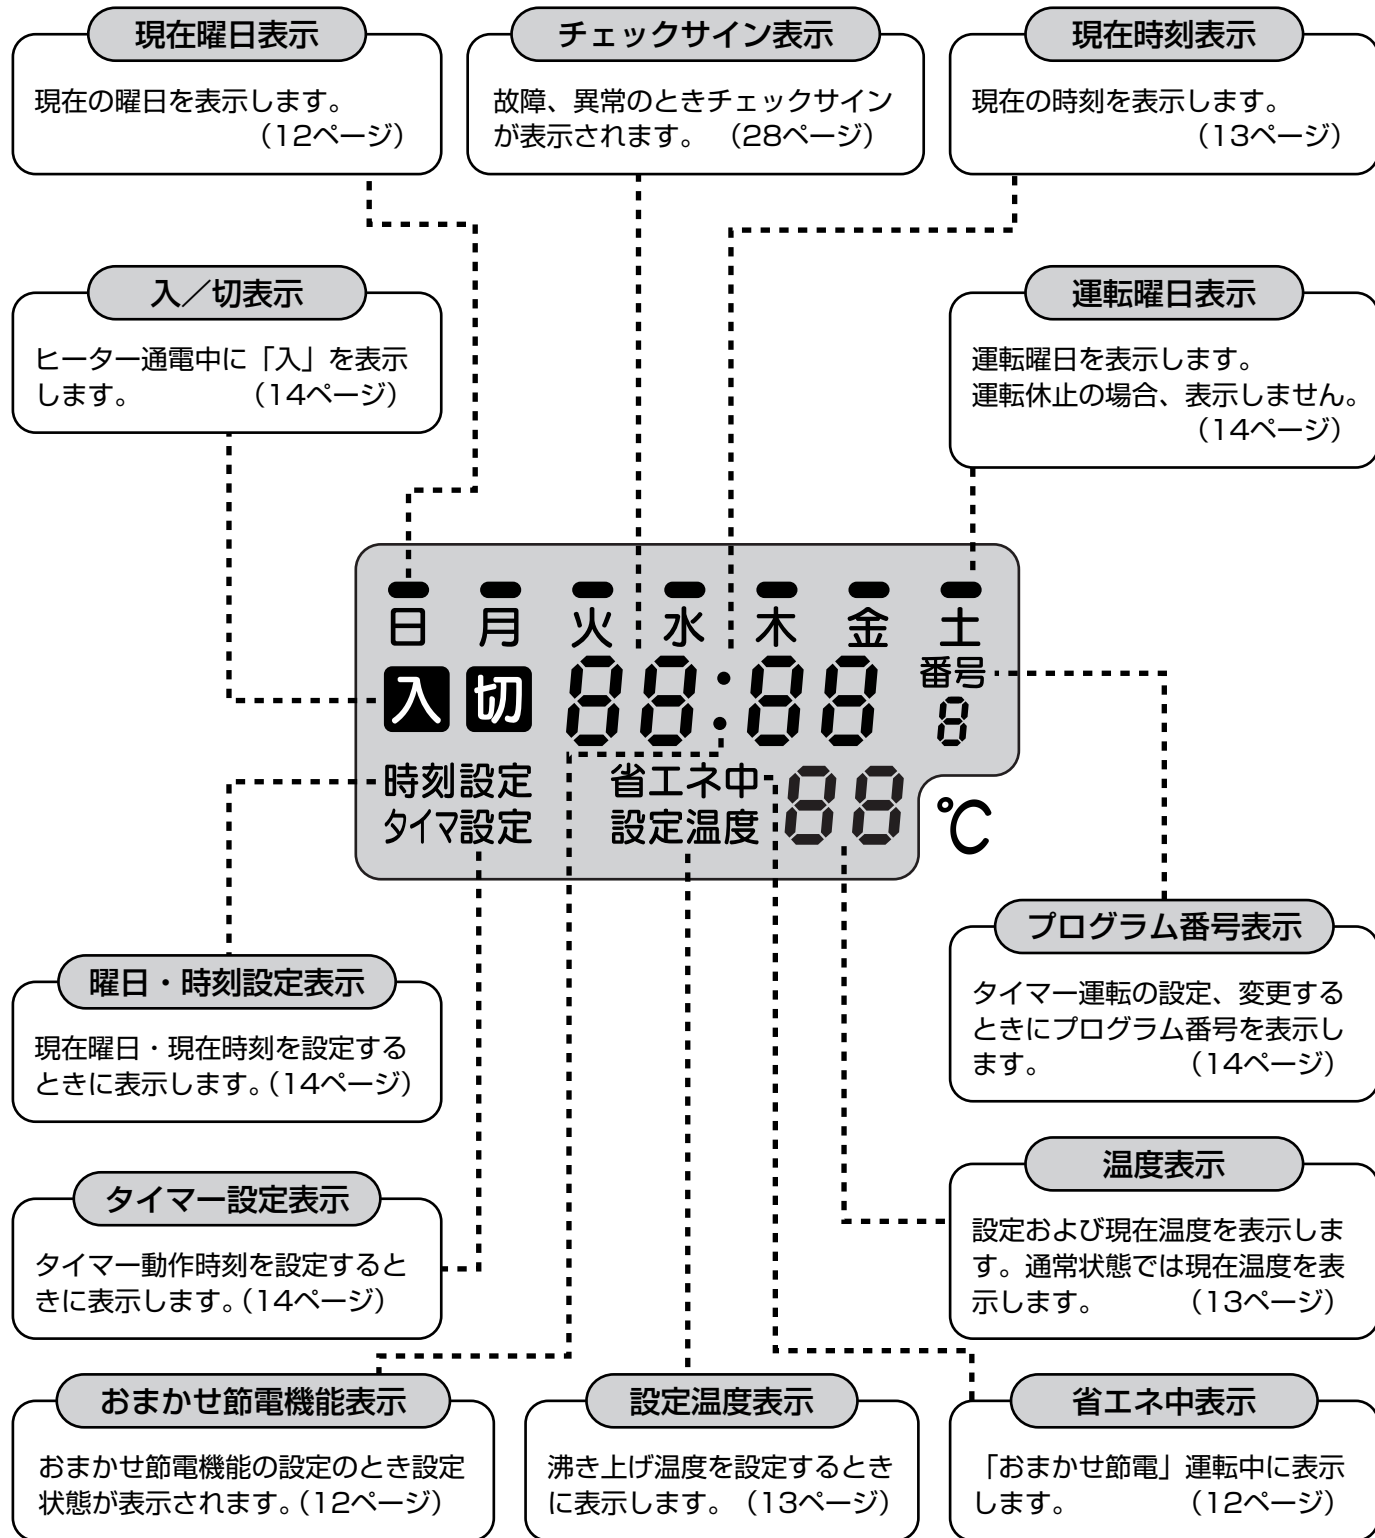 現在曜日表示
現在の曜日を表示します。
（12ページ）
チェックサイン表示
故障、異常のときチェックサイン
が表示されます。 （28ページ）
現在時刻表示
現在の時刻を表示します。
（13ページ）
入／切表示
ヒーター通電中に「入」を表示
します。 （14ページ）
運転曜日表示
運転曜日を表示します。
運転休止の場合、表示しません。
（14ページ）
日 月 火 水 木 金 土
入 切 88:88 番号
8
時刻設定 省エネ中
タイマ設定 設定温度 88 ℃
曜日・時刻設定表示
現在曜日・現在時刻を設定する
ときに表示します。（14ページ）
プログラム番号表示
タイマー運転の設定、変更する
ときにプログラム番号を表示し
ます。 （14ページ）
タイマー設定表示
タイマー動作時刻を設定すると
きに表示します。（14ページ）
温度表示
設定および現在温度を表示しま
す。通常状態では現在温度を表
示します。 （13ページ）
おまかせ節電機能表示
おまかせ節電機能の設定のとき設定
状態が表示されます。（12ページ）
設定温度表示
沸き上げ温度を設定するとき
に表示します。（13ページ）
省エネ中表示
「おまかせ節電」運転中に表示
します。 （12ページ）